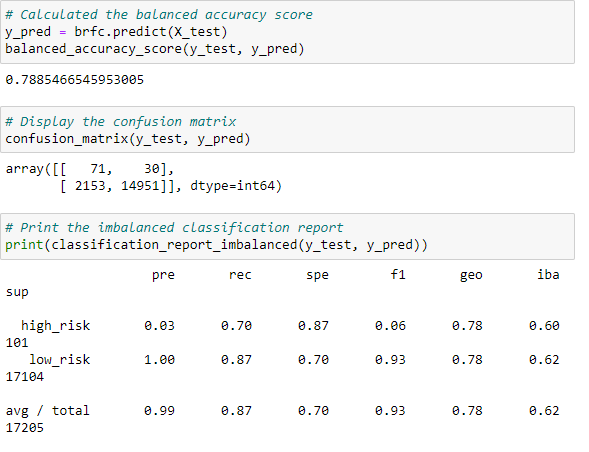 # Calculated the balanced accuracy score
y_pred = brfc.predict(X_test)
balanced_accuracy_score(y_test, y_pred)
0.7885466545953005
# Display the confusion matrix
confusion_matrix(y_test, y_pred)
array([[   71,    30],
       [ 2153, 14951]], dtype=int64)
# Print the imbalanced classification report
print(classification_report_imbalanced(y_test, y_pred))
                   pre       rec       spe        f1       geo       iba
sup
  high_risk       0.03      0.70      0.87      0.06      0.78      0.60
101
   low_risk       1.00      0.87      0.70      0.93      0.78      0.62
17104
avg / total       0.99      0.87      0.70      0.93      0.78      0.62
17205